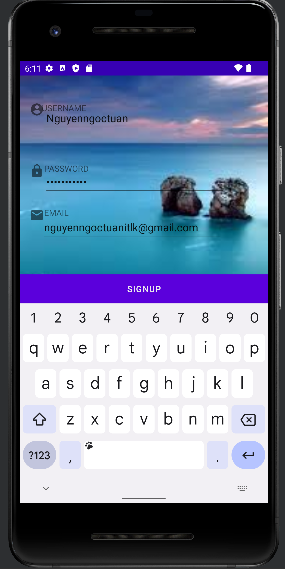 6:11
USERNAME
Nguyenngoctuan
PASSWORD
•••••••••••
EMAIL
nguyenngoctuanitlk@gmail.com
SIGNUP
1 2 3 4 5 6 7 8 9 0
q w e r t y u i o p
a s d f g h j k l
z x c v b n m
?123 , .